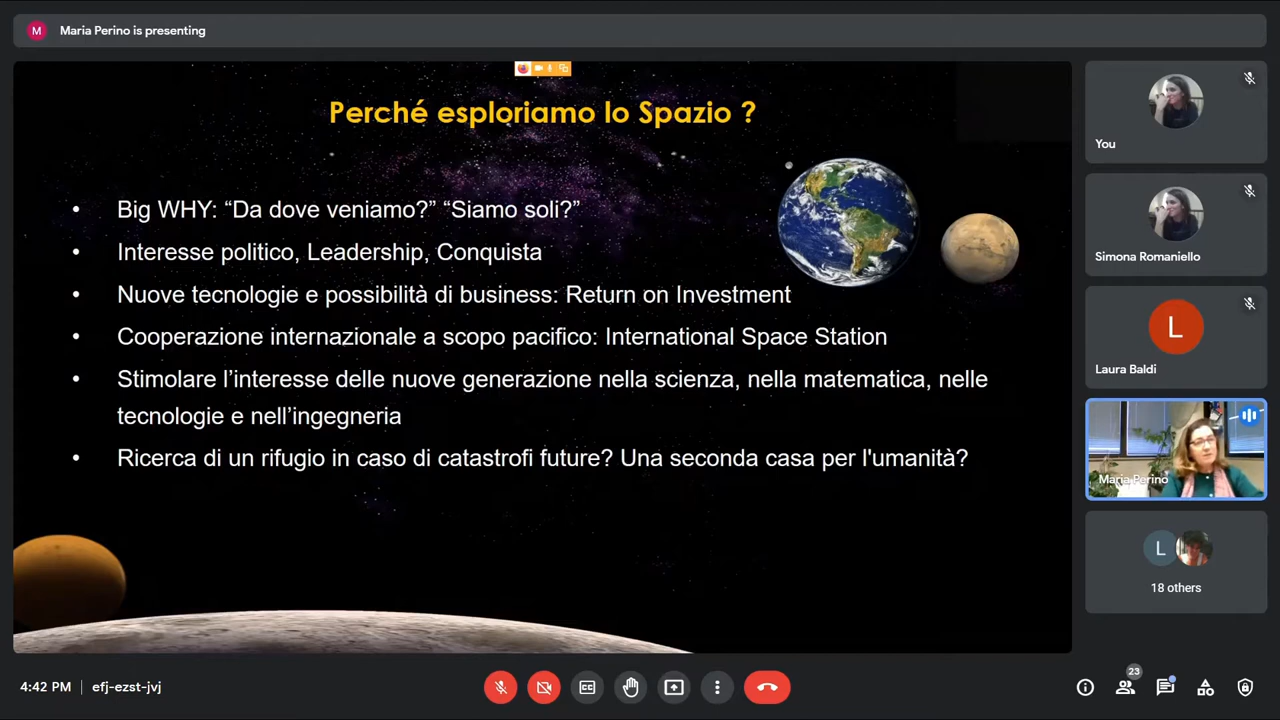 M Maria Perino is presenting
Perché esploriamo lo Spazio ?
• Big WHY: “Da dove veniamo?” “Siamo soli?”
• Interesse politico, Leadership, Conquista
• Nuove tecnologie e possibilità di business: Return on Investment
• Cooperazione internazionale a scopo pacifico: International Space Station
• Stimolare l’interesse delle nuove generazione nella scienza, nella matematica, nelle
tecnologie e nell’ingegneria
• Ricerca di un rifugio in caso di catastrofi future? Una seconda casa per l'umanità?
You
Simona Romaniello
L
Laura Baldi
Maria Perino
L
18 others
4:42 PM efj-ezst-jvj
CC
23